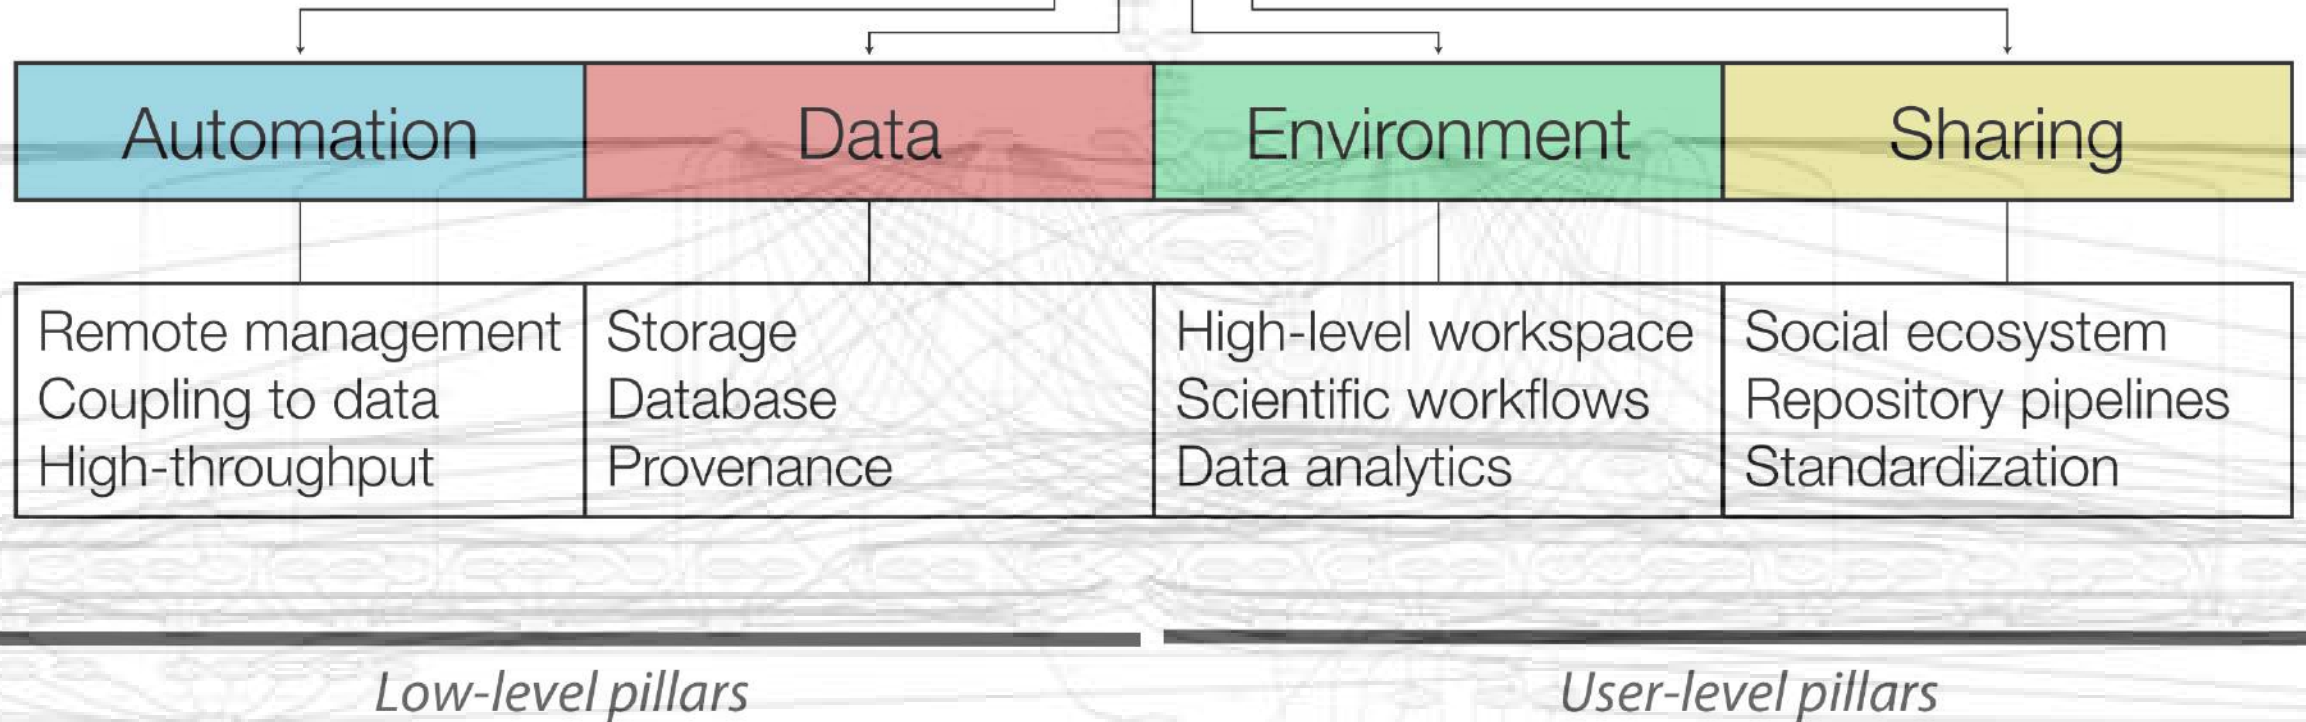 Automation
Data
Environment
Sharing
Remote management
Coupling to data
High-throughput
Storage
Database
Provenance
High-level workspace
Scientific workflows
Data analytics
Social ecosystem
Repository pipelines
Standardization
Low-level pillars
User-level pillars